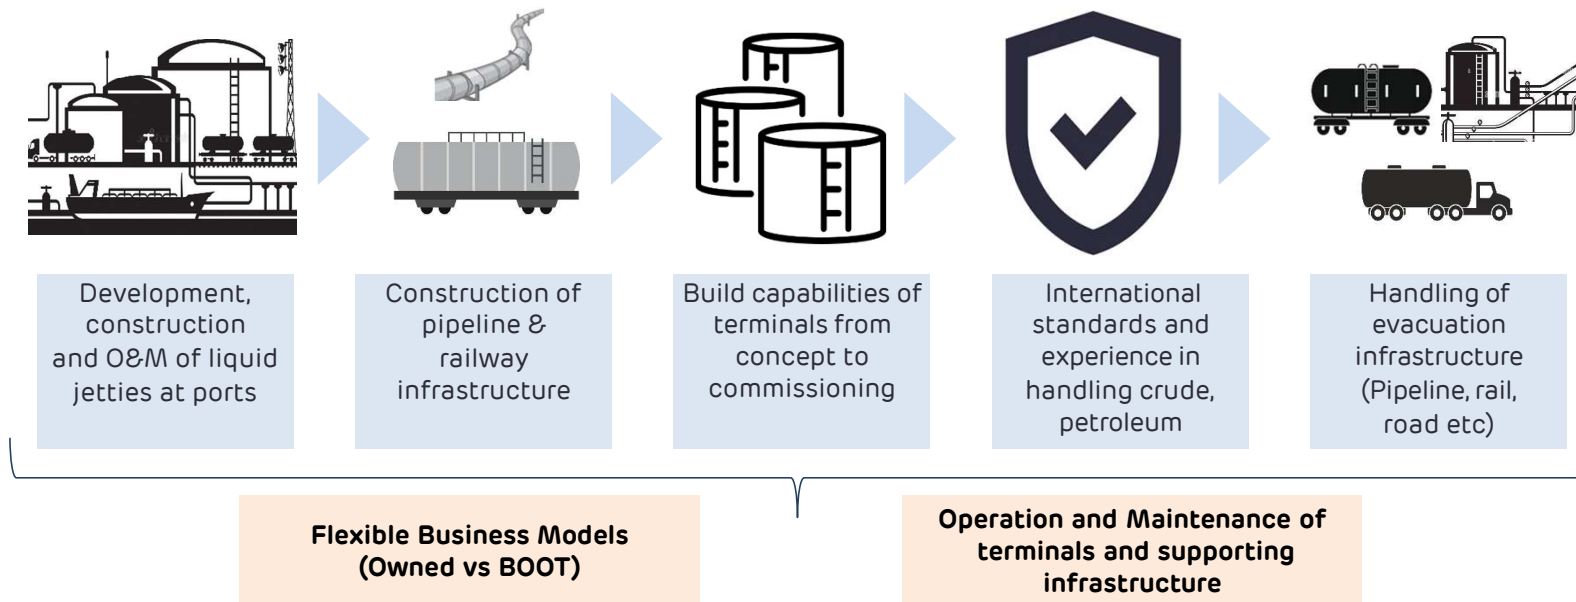 Development,
construction
and O&M of liquid
jetties at ports
Construction of
pipeline &
railway
infrastructure
Build capabilities of
terminals from
concept to
commissioning
International
standards and
experience in
handling crude,
petroleum
Handling of
evacuation
infrastructure
(Pipeline, rail,
road etc)
Flexible Business Models
(Owned vs BOOT)
Operation and Maintenance of
terminals and supporting
infrastructure